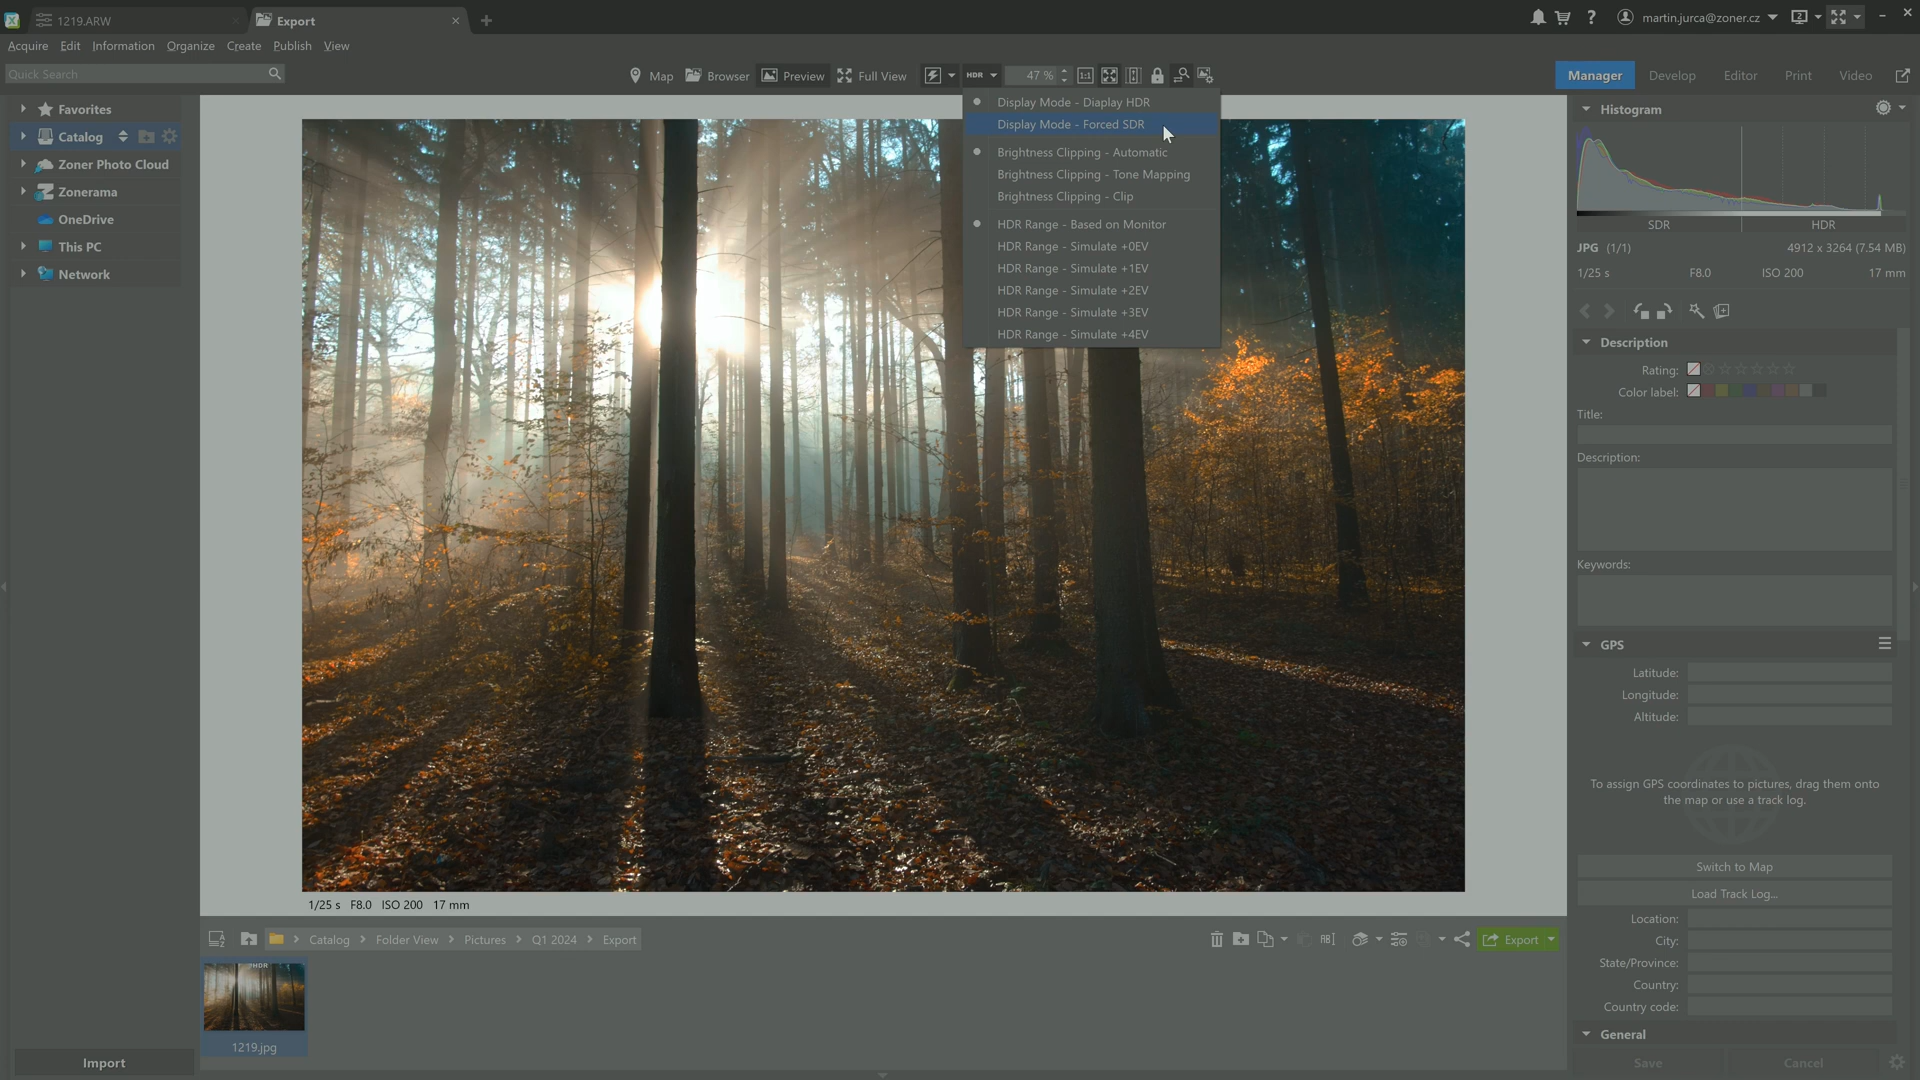 1219.ARW
Export
martin.jurca@zoner.cz
2
Acquire Edit Information Organize Create Publish View
Quick Search
Map Browser Preview Full View
HDR
47 %
1:1
Manager Develop Editor Print Video
Favorites
Catalog
Zoner Photo Cloud
Zonerama
OneDrive
This PC
Network
Display Mode - Diaplay HDR
Display Mode - Forced SDR
Brightness Clipping - Automatic
Brightness Clipping - Tone Mapping
Brightness Clipping - Clip
HDR Range - Based on Monitor
HDR Range - Simulate +0EV
HDR Range - Simulate +1EV
HDR Range - Simulate +2EV
HDR Range - Simulate +3EV
HDR Range - Simulate +4EV
Histogram
SDR HDR
JPG (1/1) 4912 x 3264 (7.54 MB)
1/25 s F8.0 ISO 200 17 mm
Description
Rating:
Color label:
Title:
Description:
Keywords:
GPS
Latitude:
Longitude:
Altitude:
To assign GPS coordinates to pictures, drag them onto
the map or use a track log.
Switch to Map
Load Track Log...
Location:
City:
State/Province:
Country:
Country code:
General
Save Cancel
1/25 s F8.0 ISO 200 17 mm
Catalog Folder View Pictures Q1 2024 Export
Export
HDR
1219.jpg
Import